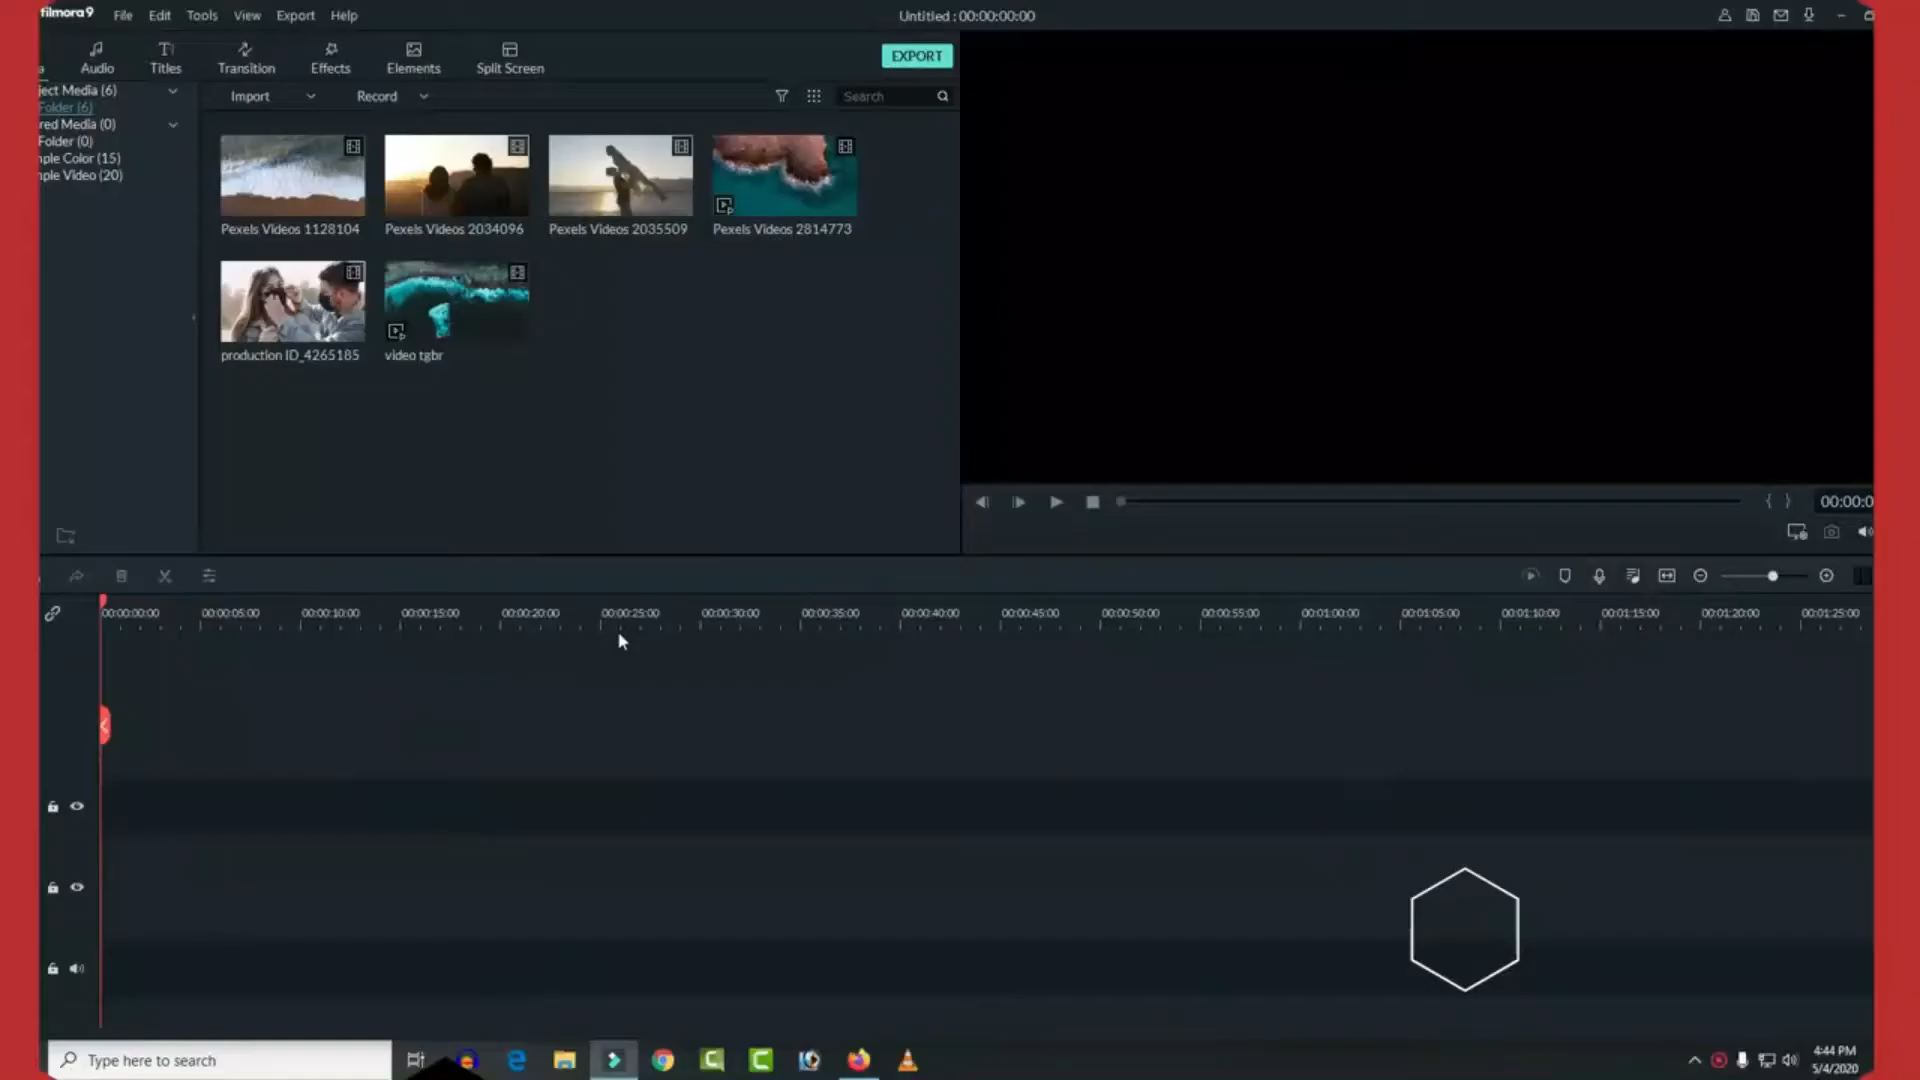 filmora9 File Edit Tools View Export Help Untitled : 00:00:00:00
Audio Titles Transition Effects Elements Split Screen EXPORT
ject Media (6)
Folder (6)
red Media (0)
Folder (0)
mple Color (15)
mple Video (20)
Import Record Search
Pexels Videos 1128104 Pexels Videos 2034096 Pexels Videos 2035509 Pexels Videos 2814773
production ID_4265185 video tgbr
00:00:0
00:00:00:00 00:00:05:00 00:00:10:00 00:00:15:00 00:00:20:00 00:00:25:00 00:00:30:00 00:00:35:00 00:00:40:00 00:00:45:00 00:00:50:00 00:00:55:00 00:01:00:00 00:01:05:00 00:01:10:00 00:01:15:00 00:01:20:00 00:01:25:00
Type here to search
4:44 PM
5/4/2020